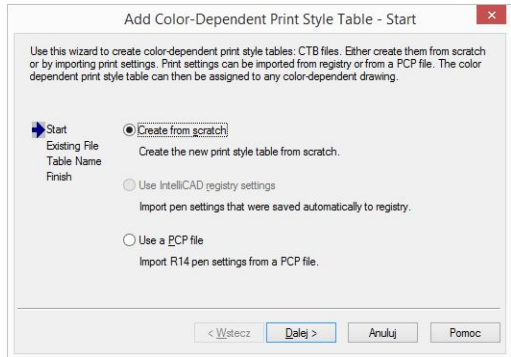 Add Color-Dependent Print Style Table - Start
Use this wizard to create color-dependent print style tables: CTB files. Either create them from scratch
or by importing print settings. Print settings can be imported from registry or from a PCP file. The color
dependent print style table can then be assigned to any color-dependent drawing.
Start
Existing File
Table Name
Finish
Create from scratch
Create the new print style table from scratch.
Use IntelliCAD registry settings
Import pen settings that were saved automatically to registry.
Use a PCP file
Import R14 pen settings from a PCP file.
< Wstecz
Dalej >
Anuluj
Pomoc